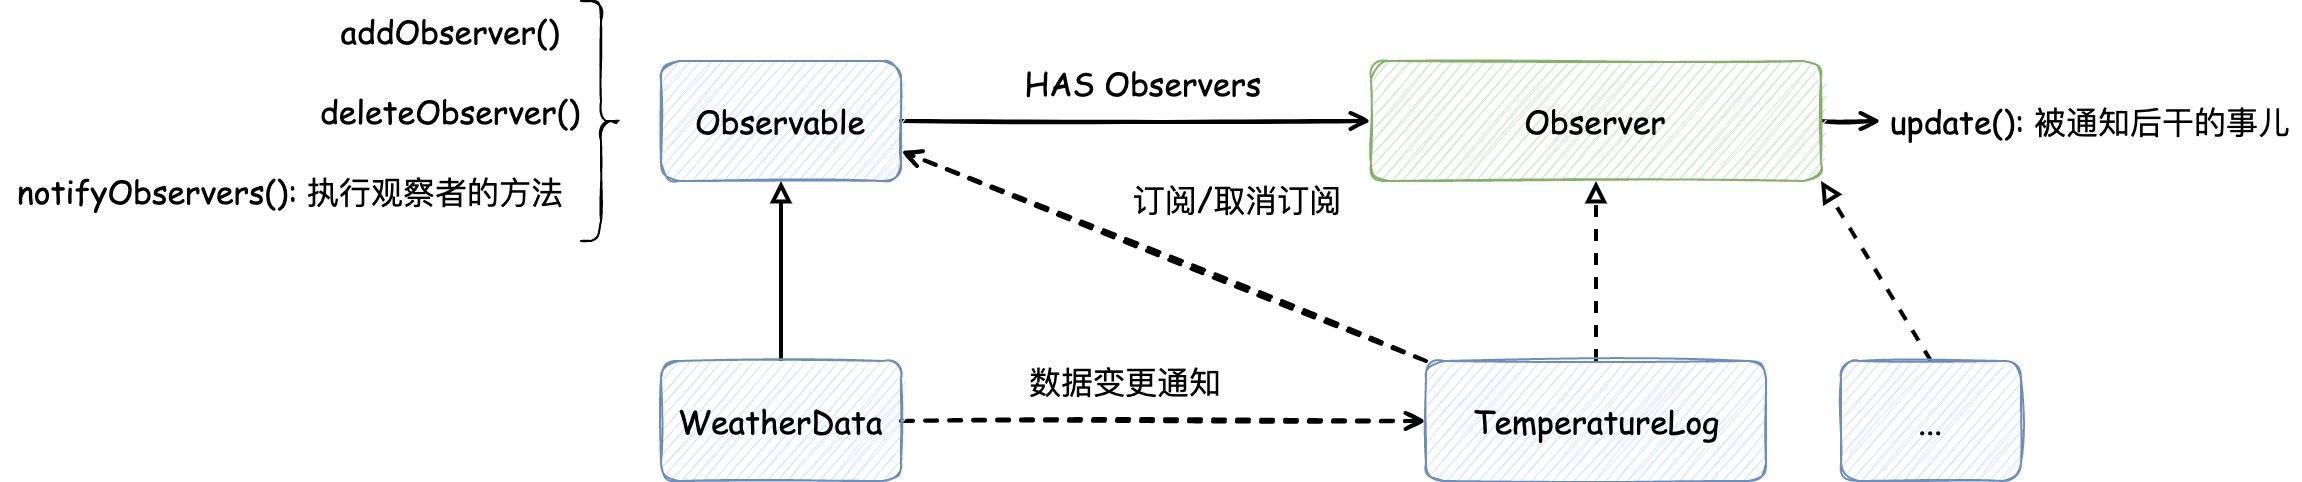 addObserver()
deleteObserver()
notifyObservers(): 执行观察者的方法
Observable
HAS Observers
Observer
update(): 被通知后干的事儿
订阅/取消订阅
WeatherData
数据变更通知
TemperatureLog
...